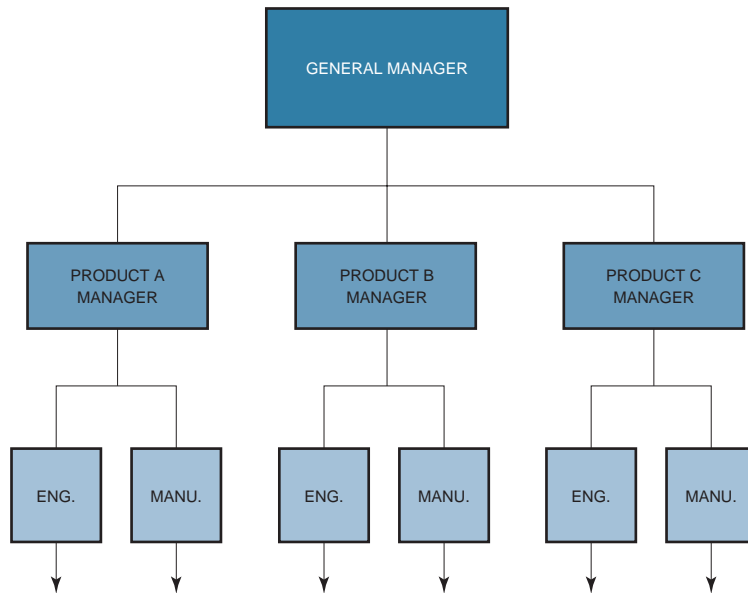 GENERAL MANAGER
PRODUCT A
MANAGER
PRODUCT B
MANAGER
PRODUCT C
MANAGER
ENG.
MANU.
ENG.
MANU.
ENG.
MANU.